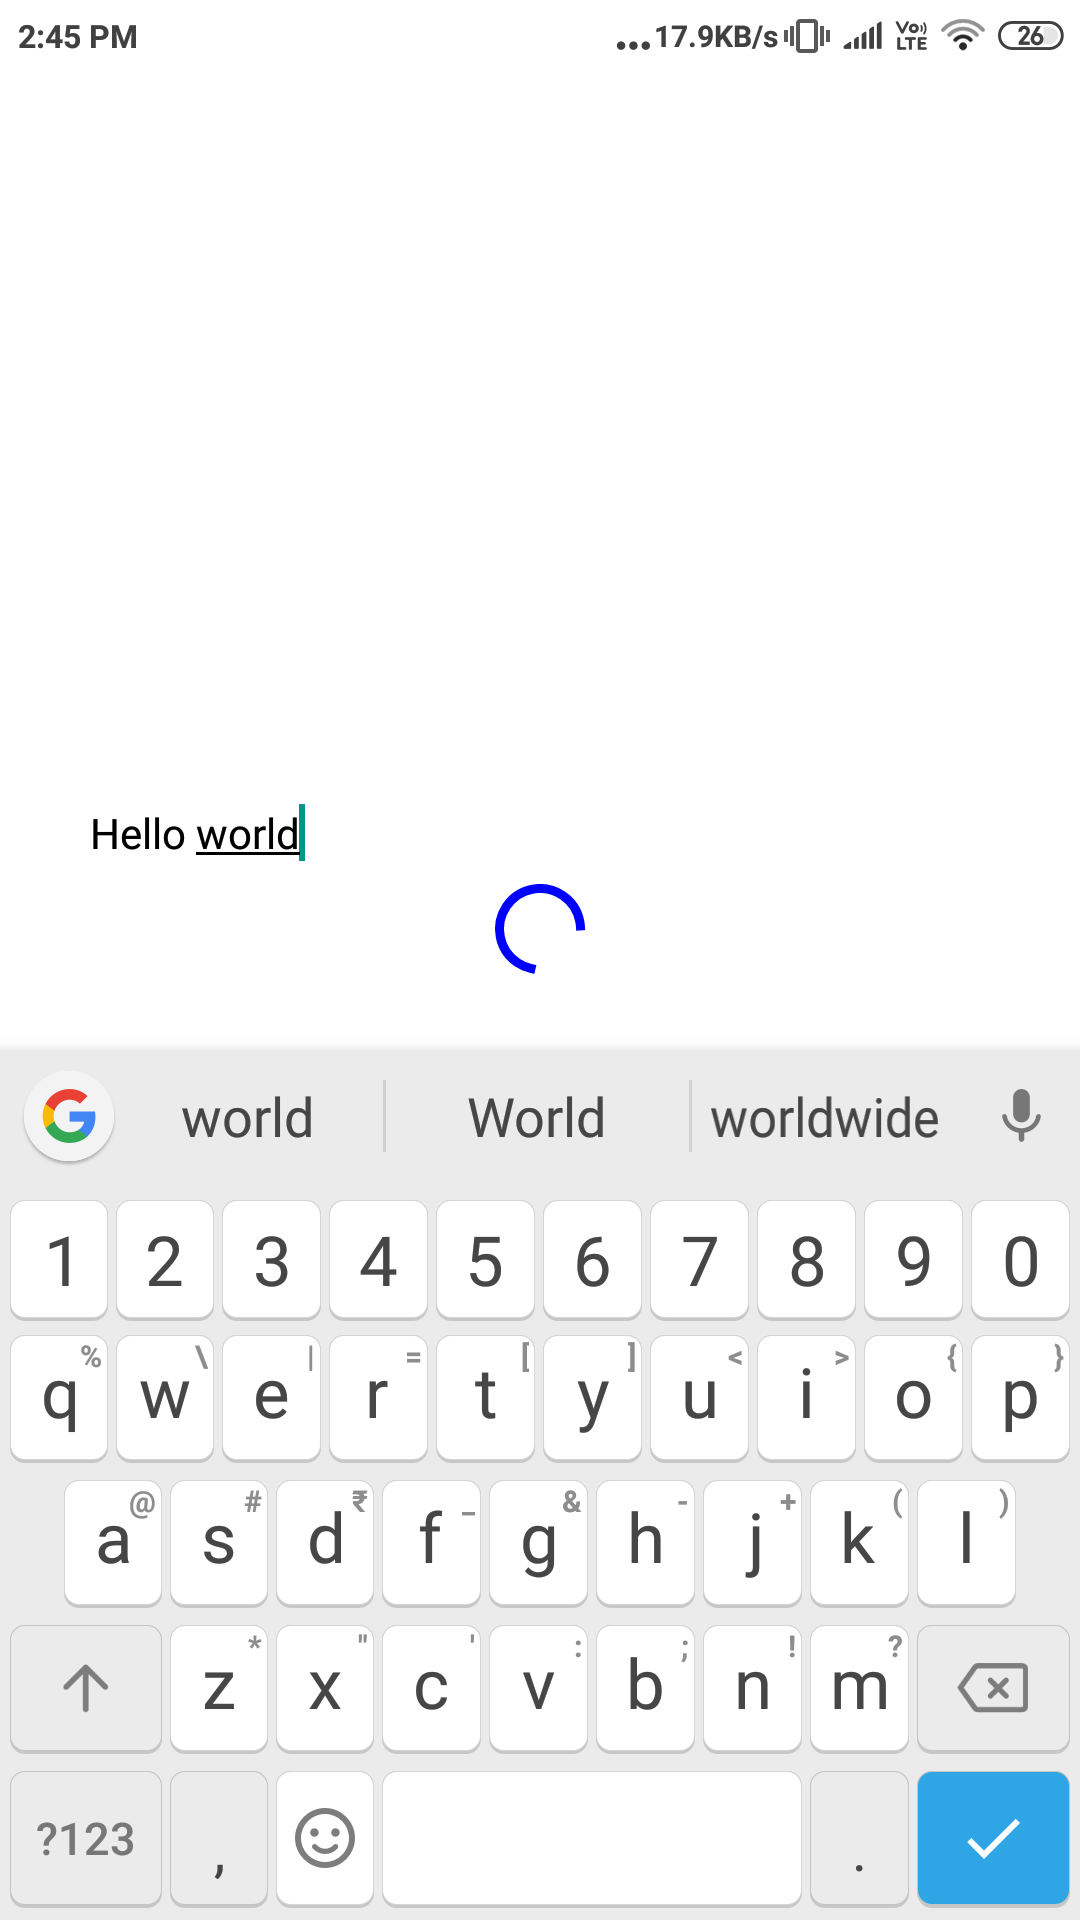 2:45 PM ...17.9KB/s Vo)) LTE 26
Hello world
world World worldwide
1 2 3 4 5 6 7 8 9 0
% \ | = [ ] < > { }
q w e r t y u i o p
@ # ₹ _ & - + ( )
a s d f g h j k l
* " ' : ; ! ?
z x c v b n m
?123 , .